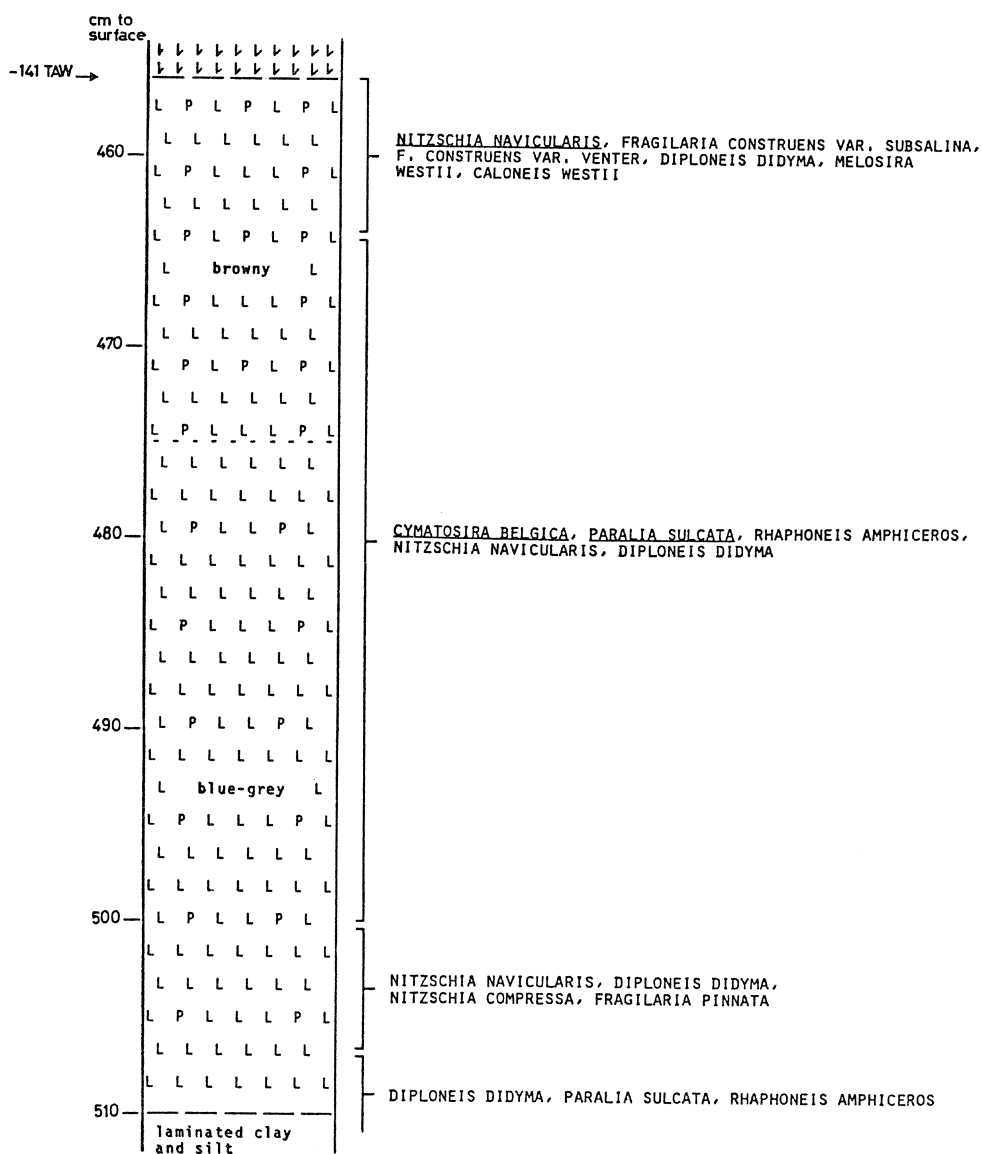 cm to
surface
-141 TAW
L P L P L P L
L L L L L L
460
L P L L L P L
L L L L L L
L P L P L P L
L browny L
L P L L L P L
L L L L L L
470
L P L P L P L
L L L L L L
L P L L L P L
L L L L L L
L L L L L L L
L P L L P L
480
L L L L L L L
L L L L L L
L P L L L P L
L L L L L L
L L L L L L L
L P L L P L
490
L L L L L L L
L blue-grey L
L P L L L P L
L L L L L L
L L L L L L L
500
L P L L P L
L L L L L L L
L L L L L L
L P L L L P L
L L L L L L
L L L L L L L
510
laminated clay
and silt
NITZSCHIA NAVICULARIS, FRAGILARIA CONSTRUENS VAR. SUBSALINA,
F. CONSTRUENS VAR. VENTER, DIPLONEIS DIDYMA, MELOSIRA
WESTII, CALONEIS WESTII
CYMATOSIRA BELGICA, PARALIA SULCATA, RHAPHONEIS AMPHICEROS,
NITZSCHIA NAVICULARIS, DIPLONEIS DIDYMA
NITZSCHIA NAVICULARIS, DIPLONEIS DIDYMA,
NITZSCHIA COMPRESSA, FRAGILARIA PINNATA
DIPLONEIS DIDYMA, PARALIA SULCATA, RHAPHONEIS AMPHICEROS